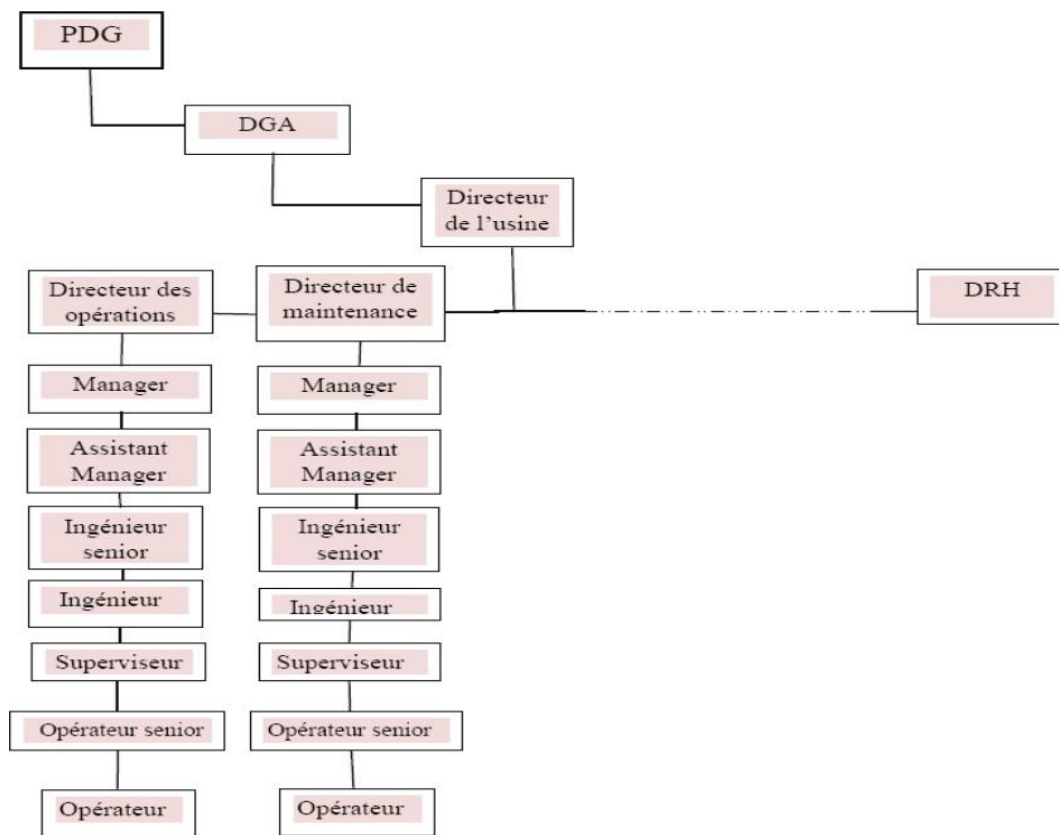 PDG
DGA
Directeur
de l'usine
Directeur des
opérations
Directeur de
maintenance
DRH
Manager
Manager
Assistant
Manager
Assistant
Manager
Ingénieur
senior
Ingénieur
senior
Ingénieur
Ingénieur
Superviseur
Superviseur
Opérateur senior
Opérateur senior
Opérateur
Opérateur